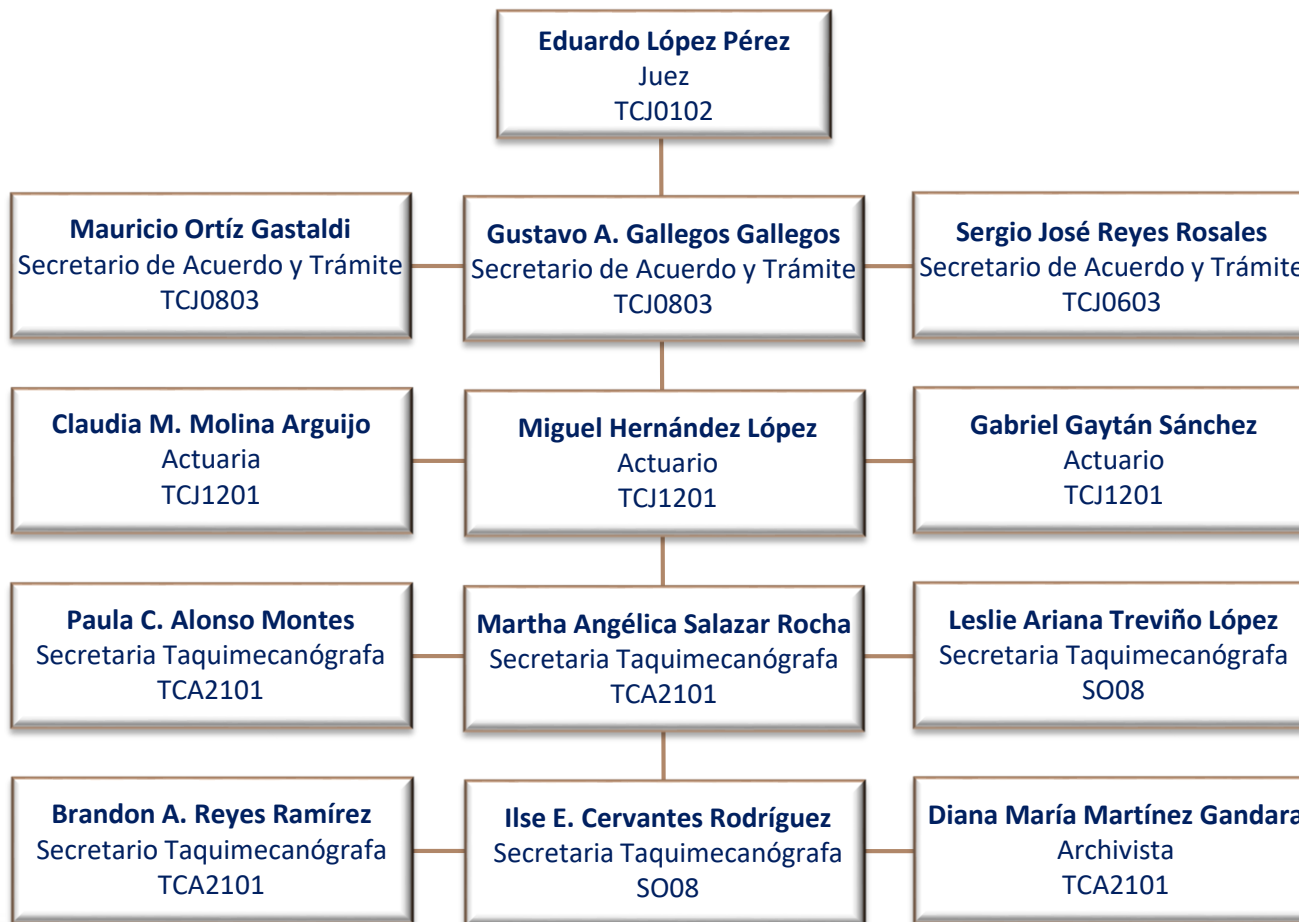 Eduardo López Pérez
Juez
TCJ0102
Mauricio Ortíz Gastaldi
Secretario de Acuerdo y Trámite
TCJ0803
Gustavo A. Gallegos Gallegos
Secretario de Acuerdo y Trámite
TCJ0803
Sergio José Reyes Rosales
Secretario de Acuerdo y Trámite
TCJ0603
Claudia M. Molina Arguijo
Actuaria
TCJ1201
Miguel Hernández López
Actuario
TCJ1201
Gabriel Gaytán Sánchez
Actuario
TCJ1201
Paula C. Alonso Montes
Secretaria Taquimecanógrafa
TCA2101
Martha Angélica Salazar Rocha
Secretaria Taquimecanógrafa
TCA2101
Leslie Ariana Treviño López
Secretaria Taquimecanógrafa
SO08
Brandon A. Reyes Ramírez
Secretario Taquimecanógrafa
TCA2101
Ilse E. Cervantes Rodríguez
Secretaria Taquimecanógrafa
SO08
Diana María Martínez Gandara
Archivista
TCA2101